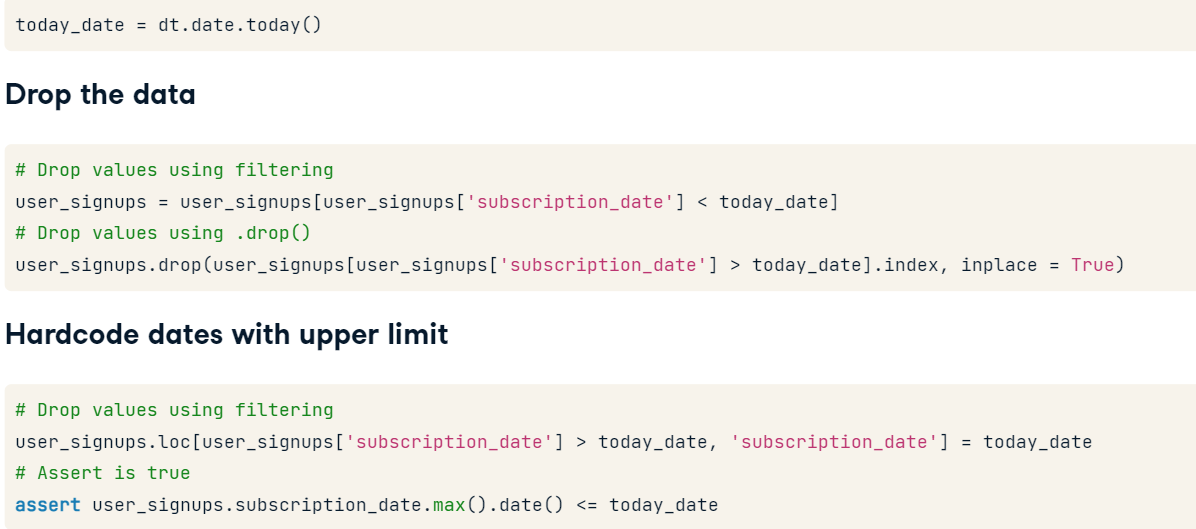 today_date = dt.date.today()
Drop the data
# Drop values using filtering
user_signups = user_signups[user_signups['subscription_date'] < today_date]
# Drop values using .drop()
user_signups.drop(user_signups[user_signups['subscription_date'] > today_date].index, inplace = True)
Hardcode dates with upper limit
# Drop values using filtering
user_signups.loc[user_signups['subscription_date'] > today_date, 'subscription_date'] = today_date
# Assert is true
assert user_signups.subscription_date.max().date() <= today_date